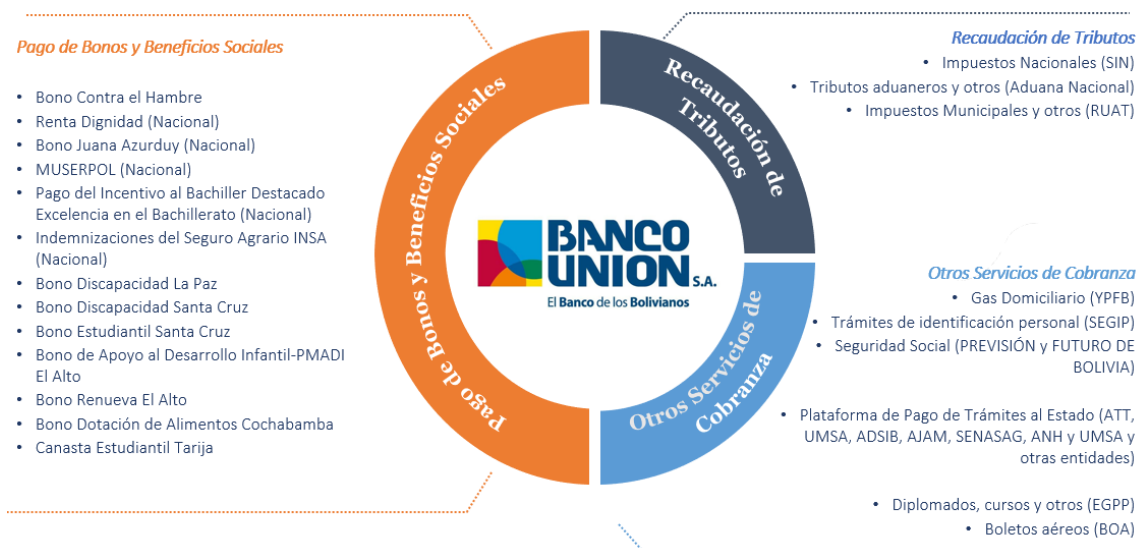 Pago de Bonos y Beneficios Sociales
• Bono Contra el Hambre
• Renta Dignidad (Nacional)
• Bono Juana Azurduy (Nacional)
• MUSERPOL (Nacional)
• Pago del Incentivo al Bachiller Destacado
Excelencia en el Bachillerato (Nacional)
• Indemnizaciones del Seguro Agrario INSA
(Nacional)
• Bono Discapacidad La Paz
• Bono Discapacidad Santa Cruz
• Bono Estudiantil Santa Cruz
• Bono de Apoyo al Desarrollo Infantil-PMADI
El Alto
• Bono Renueva El Alto
• Bono Dotación de Alimentos Cochabamba
• Canasta Estudiantil Tarija
Pago de Bonos y Beneficios Sociales
Recaudación de
Tributos
BANCO
UNION S.A.
El Banco de los Bolivianos
Otros Servicios de
Cobranza
Recaudación de Tributos
• Impuestos Nacionales (SIN)
• Tributos aduaneros y otros (Aduana Nacional)
• Impuestos Municipales y otros (RUAT)
Otros Servicios de Cobranza
• Gas Domiciliario (YPFB)
• Trámites de identificación personal (SEGIP)
• Seguridad Social (PREVISIÓN y FUTURO DE
BOLIVIA)
• Plataforma de Pago de Trámites al Estado (ATT,
UMSA, ADSIB, AJAM, SENASAG, ANH y UMSA y
otras entidades)
• Diplomados, cursos y otros (EGPP)
• Boletos aéreos (BOA)